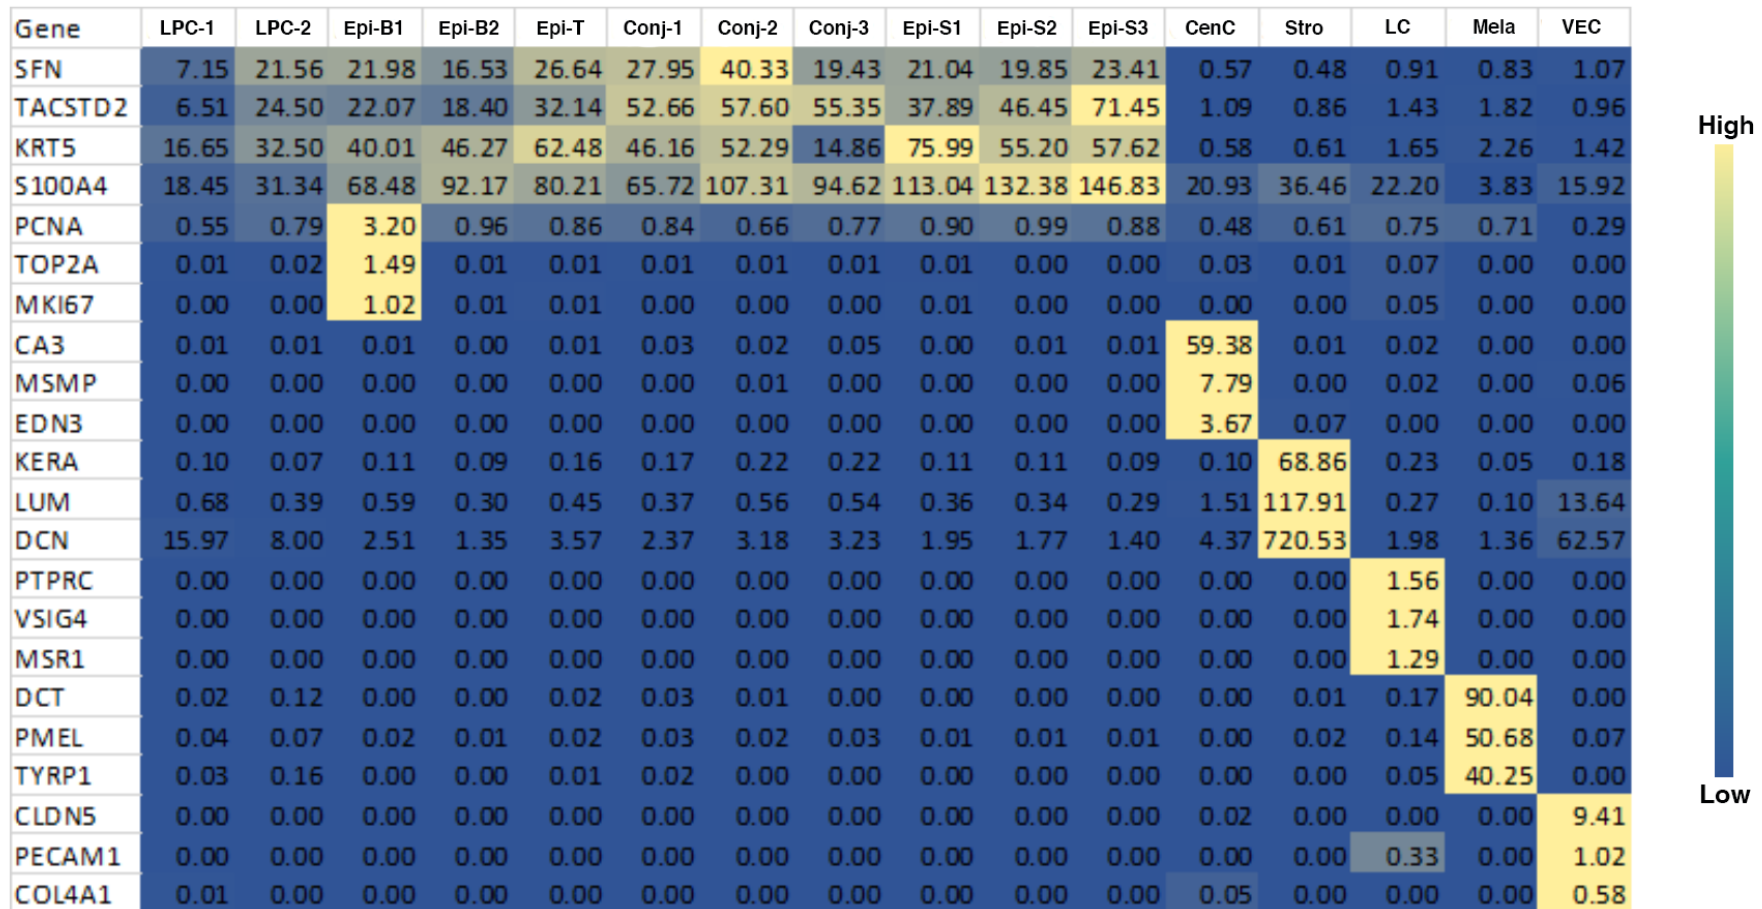 Gene LPC-1 LPC-2 Epi-B1 Epi-B2 Epi-T Conj-1 Conj-2 Conj-3 Epi-S1 Epi-S2 Epi-S3 CenC Stro LC Mela VEC
SFN 7.15 21.56 21.98 16.53 26.64 27.95 40.33 19.43 21.04 19.85 23.41 0.57 0.48 0.91 0.83 1.07
TACSTD2 6.51 24.50 22.07 18.40 32.14 52.66 57.60 55.35 37.89 46.45 71.45 1.09 0.86 1.43 1.82 0.96
KRT5 16.65 32.50 40.01 46.27 62.48 46.16 52.29 14.86 75.99 55.20 57.62 0.58 0.61 1.65 2.26 1.42
S100A4 18.45 31.34 68.48 92.17 80.21 65.72 107.31 94.62 113.04 132.38 146.83 20.93 36.46 22.20 3.83 15.92
PCNA 0.55 0.79 3.20 0.96 0.86 0.84 0.66 0.77 0.90 0.99 0.88 0.48 0.61 0.75 0.71 0.29
TOP2A 0.01 0.02 1.49 0.01 0.01 0.01 0.01 0.01 0.01 0.00 0.00 0.03 0.01 0.07 0.00 0.00
MKI67 0.00 0.00 1.02 0.01 0.01 0.00 0.00 0.00 0.01 0.00 0.00 0.00 0.00 0.05 0.00 0.00
CA3 0.01 0.01 0.01 0.00 0.01 0.03 0.02 0.05 0.00 0.01 0.01 59.38 0.01 0.02 0.00 0.00
MSMP 0.00 0.00 0.00 0.00 0.00 0.00 0.01 0.00 0.00 0.00 0.00 7.79 0.00 0.02 0.00 0.06
EDN3 0.00 0.00 0.00 0.00 0.00 0.00 0.00 0.00 0.00 0.00 0.00 3.67 0.07 0.00 0.00 0.00
KERA 0.10 0.07 0.11 0.09 0.16 0.17 0.22 0.22 0.11 0.11 0.09 0.10 68.86 0.23 0.05 0.18
LUM 0.68 0.39 0.59 0.30 0.45 0.37 0.56 0.54 0.36 0.34 0.29 1.51 117.91 0.27 0.10 13.64
DCN 15.97 8.00 2.51 1.35 3.57 2.37 3.18 3.23 1.95 1.77 1.40 4.37 720.53 1.98 1.36 62.57
PTPRC 0.00 0.00 0.00 0.00 0.00 0.00 0.00 0.00 0.00 0.00 0.00 0.00 0.00 1.56 0.00 0.00
VSIG4 0.00 0.00 0.00 0.00 0.00 0.00 0.00 0.00 0.00 0.00 0.00 0.00 0.00 1.74 0.00 0.00
MSR1 0.00 0.00 0.00 0.00 0.00 0.00 0.00 0.00 0.00 0.00 0.00 0.00 0.00 1.29 0.00 0.00
DCT 0.02 0.12 0.00 0.00 0.02 0.03 0.01 0.00 0.00 0.00 0.00 0.00 0.01 0.17 90.04 0.00
PMEL 0.04 0.07 0.02 0.01 0.02 0.03 0.02 0.03 0.01 0.01 0.01 0.00 0.02 0.14 50.68 0.07
TYRP1 0.03 0.16 0.00 0.00 0.01 0.02 0.00 0.00 0.00 0.00 0.00 0.00 0.00 0.05 40.25 0.00
CLDN5 0.00 0.00 0.00 0.00 0.00 0.00 0.00 0.00 0.00 0.00 0.00 0.02 0.00 0.00 0.00 9.41
PECAM1 0.00 0.00 0.00 0.00 0.00 0.00 0.00 0.00 0.00 0.00 0.00 0.00 0.00 0.33 0.00 1.02
COL4A1 0.01 0.00 0.00 0.00 0.00 0.00 0.00 0.00 0.00 0.00 0.00 0.05 0.00 0.00 0.00 0.58
High
Low